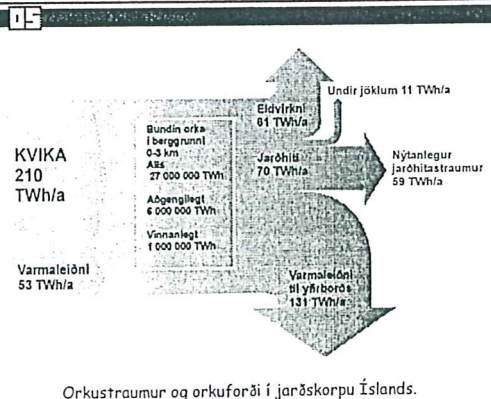 OS
KVIKA
210
TWh/a
Varmaleiðni
53 TWh/a
Bundin orka
í berggrunni
0-3 km
Alls
27 000 000 TWh
Aðgengilegt
6 000 000 TWh
Vinnanlegt
1 000 000 TWh
Eldvirkni
61 TWh/a
Undir jöklum 11 TWh/a
Jarðhiti
70 TWh/a
Nýtanlegur
jarðhitastraumur
59 TWh/a
Varmaleiðni
til yfirborðs
131 TWh/a
Orkustraumur og orkuforði í jarðskorpu Íslands.